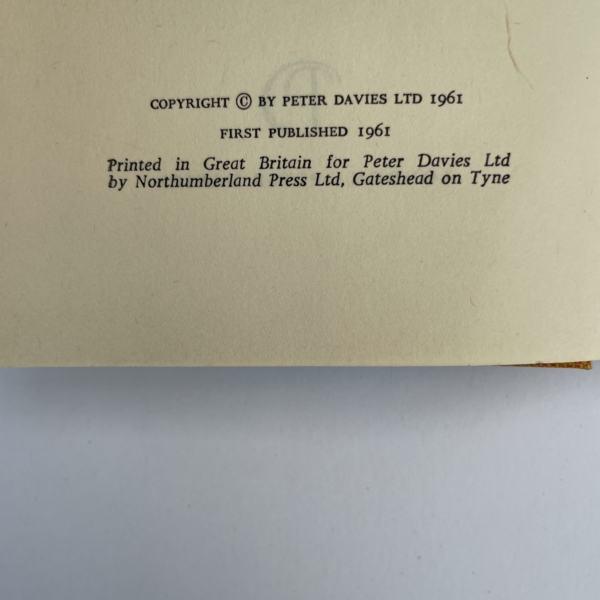 COPYRIGHT © BY PETER DAVIES LTD 1961
FIRST PUBLISHED 1961
Printed in Great Britain for Peter Davies Ltd
by Northumberland Press Ltd, Gateshead on Tyne